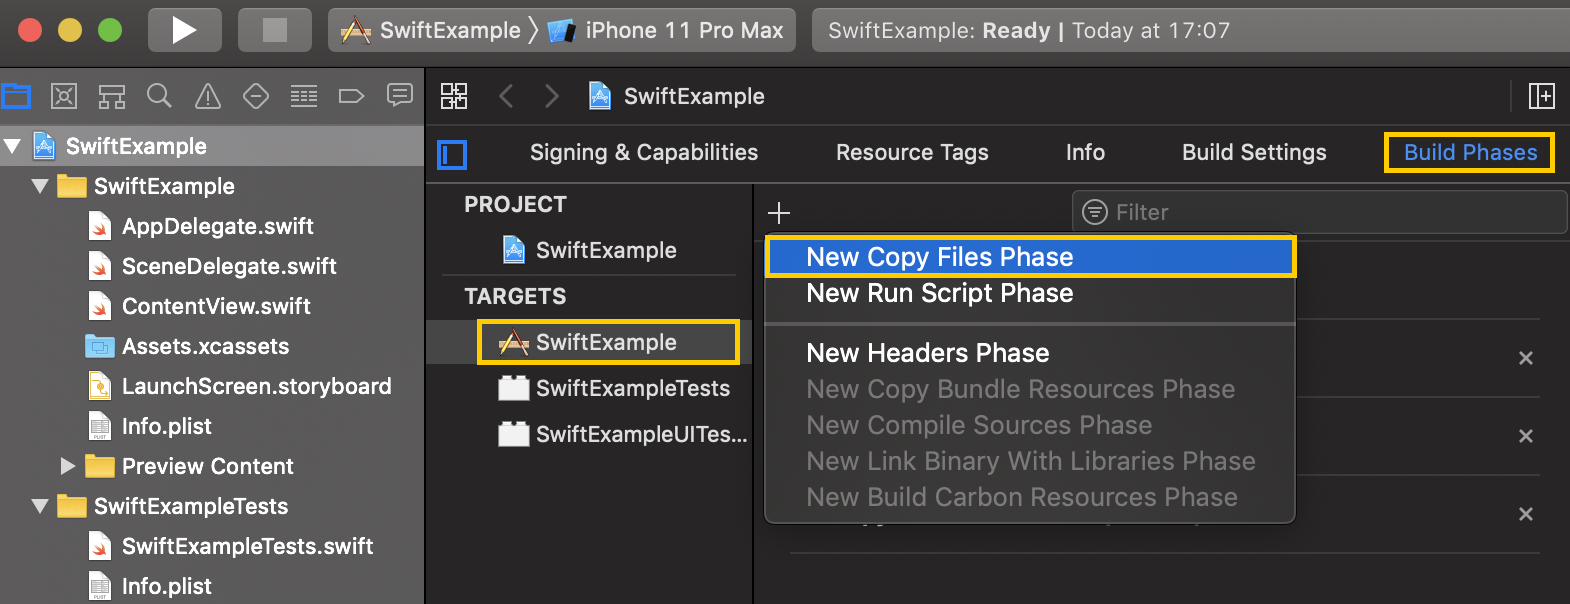 SwiftExample 〉 iPhone 11 Pro Max
SwiftExample: Ready | Today at 17:07
SwiftExample
Signing & Capabilities Resource Tags Info Build Settings Build Phases
SwiftExample
SwiftExample
AppDelegate.swift
SceneDelegate.swift
ContentView.swift
Assets.xcassets
LaunchScreen.storyboard
Info.plist
Preview Content
SwiftExampleTests
SwiftExampleTests.swift
Info.plist
PROJECT
SwiftExample
TARGETS
SwiftExample
SwiftExampleTests
SwiftExampleUITes...
Filter
New Copy Files Phase
New Run Script Phase
New Headers Phase
New Copy Bundle Resources Phase
New Compile Sources Phase
New Link Binary With Libraries Phase
New Build Carbon Resources Phase